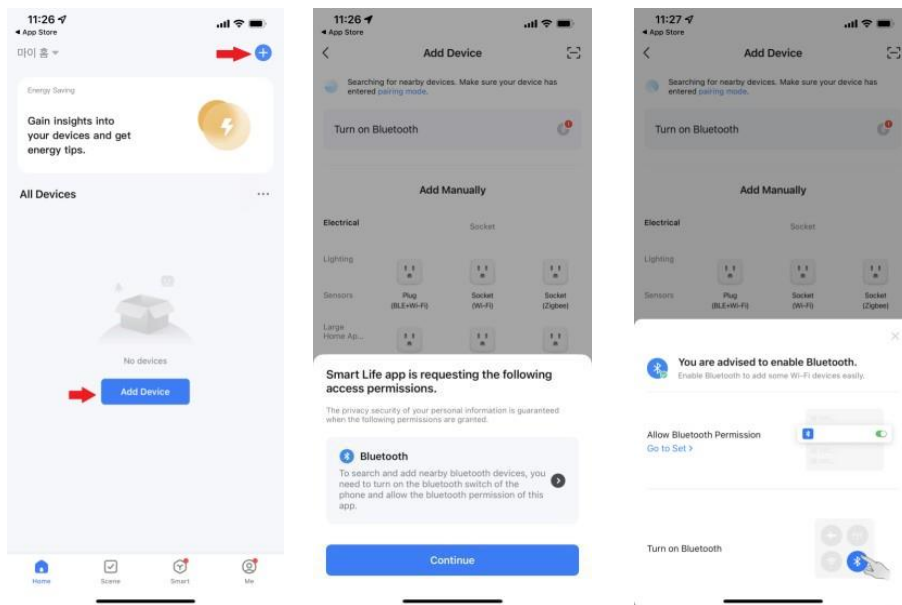 11:26
◀ App Store
마이 홈
Energy Saving
Gain insights into
your devices and get
energy tips.
All Devices
...
No devices
Add Device
Home
Scene
Smart
Me
11:26
◀ App Store
Add Device
Searching for nearby devices. Make sure your device has
entered pairing mode.
Turn on Bluetooth
Add Manually
Electrical
Socket
Lighting
Sensors
Plug
(BLE+Wi-Fi)
Socket
(Wi-Fi)
Socket
(Zigbee)
Large
Home Ap...
Smart Life app is requesting the following
access permissions.
The privacy security of your personal information is guaranteed
when the following permissions are granted.
Bluetooth
To search and add nearby bluetooth devices, you
need to turn on the bluetooth switch of the
phone and allow the bluetooth permission of this
app.
Continue
11:27
◀ App Store
Add Device
Searching for nearby devices. Make sure your device has
entered pairing mode.
Turn on Bluetooth
Add Manually
Electrical
Socket
Lighting
Sensors
Plug
(BLE+Wi-Fi)
Socket
(Wi-Fi)
Socket
(Zigbee)
You are advised to enable Bluetooth.
Enable Bluetooth to add some Wi-Fi devices easily.
Allow Bluetooth Permission
Go to Set >
Turn on Bluetooth